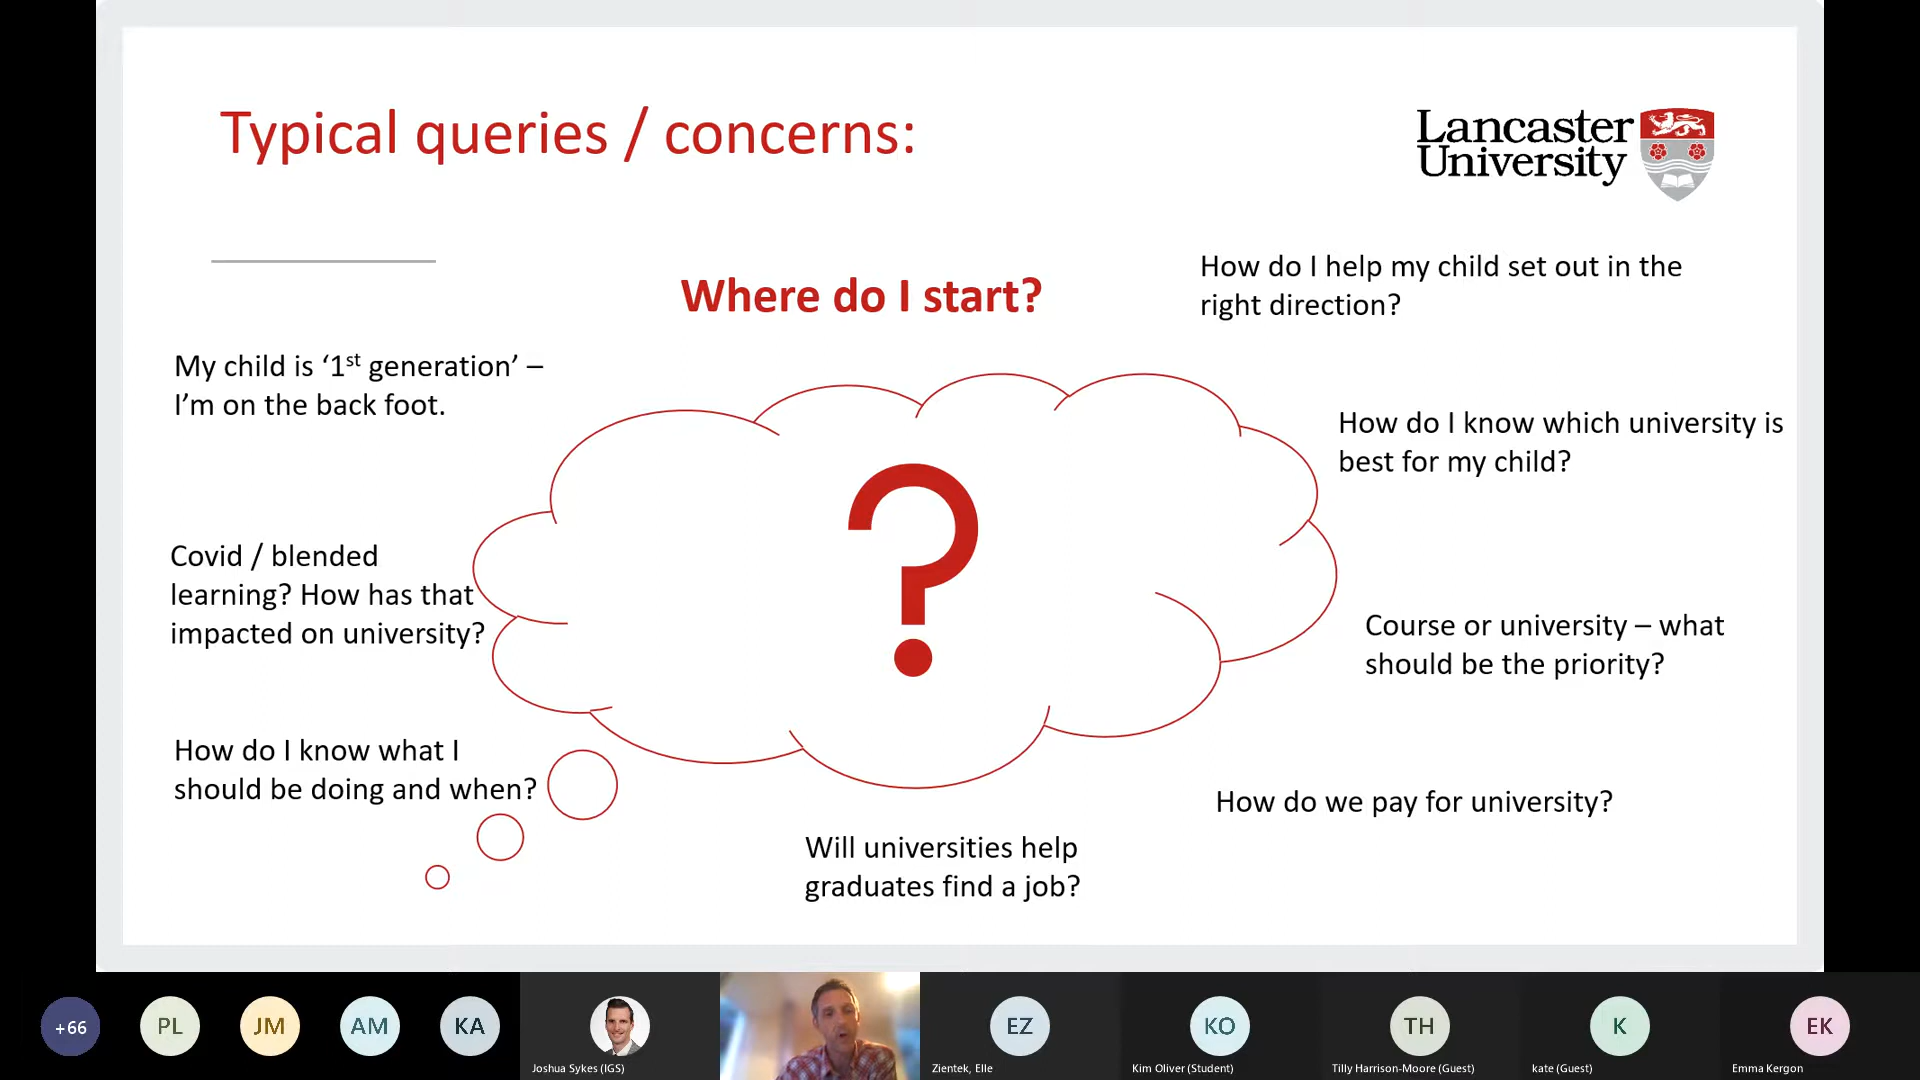 Typical queries / concerns:
Lancaster
University
Where do I start?
How do I help my child set out in the
right direction?
My child is ‘1st generation’ –
I’m on the back foot.
How do I know which university is
best for my child?
?
Covid / blended
learning? How has that
impacted on university?
Course or university – what
should be the priority?
How do I know what I
should be doing and when?
How do we pay for university?
Will universities help
graduates find a job?
+66
PL
JM
AM
KA
Joshua Sykes (IGS)
EZ
Zientek, Elle
KO
Kim Oliver (Student)
TH
Tilly Harrison-Moore (Guest)
K
kate (Guest)
EK
Emma Kergon